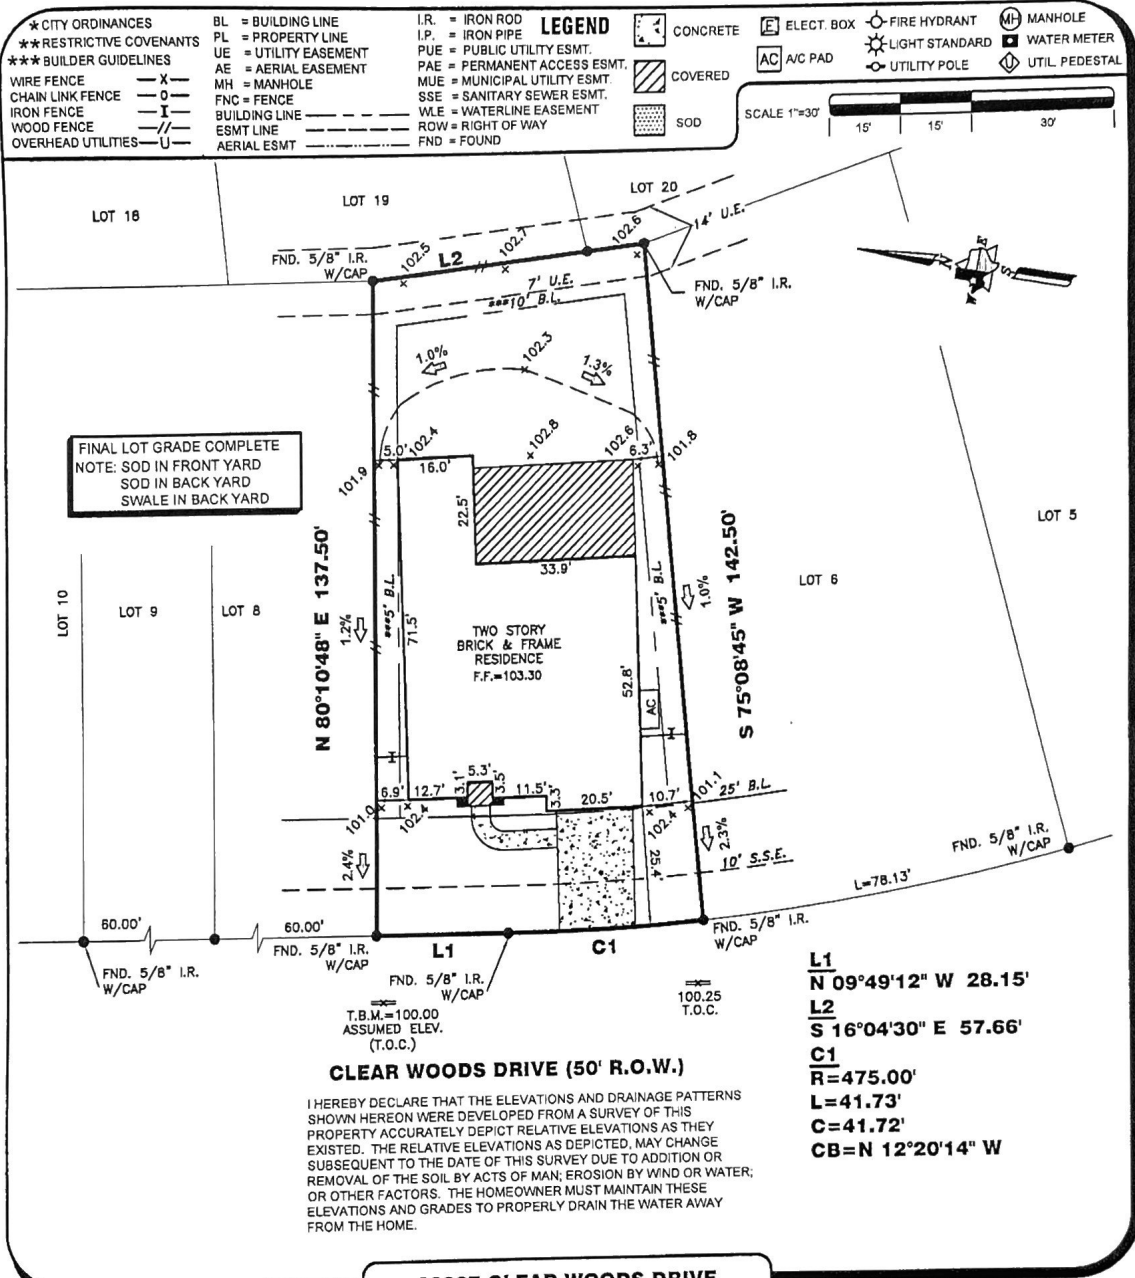 *CITY ORDINANCES
**RESTRICTIVE COVENANTS
***BUILDER GUIDELINES
WIRE FENCE —X—
CHAIN LINK FENCE —O—
IRON FENCE —I—
WOOD FENCE —//—
OVERHEAD UTILITIES—U—
BL = BUILDING LINE
PL = PROPERTY LINE
UE = UTILITY EASEMENT
AE = AERIAL EASEMENT
MH = MANHOLE
FNC = FENCE
BUILDING LINE
ESMT LINE
AERIAL ESMT
I.R. = IRON ROD
I.P. = IRON PIPE
PUE = PUBLIC UTILITY ESMT.
PAE = PERMANENT ACCESS ESMT.
MUE = MUNICIPAL UTILITY ESMT.
SSE = SANITARY SEWER ESMT.
WLE = WATERLINE EASEMENT
ROW = RIGHT OF WAY
FND = FOUND
LEGEND
CONCRETE
COVERED
SOD
E ELECT. BOX
AC A/C PAD
FIRE HYDRANT
LIGHT STANDARD
UTILITY POLE
MH MANHOLE
WATER METER
UTIL. PEDESTAL
SCALE 1"=30'
15' 15' 30'
LOT 18
LOT 19
LOT 20
14' U.E.
FND. 5/8" I.R.
W/CAP
102.5
L2
102.7
102.6
FND. 5/8" I.R.
W/CAP
7' U.E.
***10' B.L.
N
S
1.0%
102.3
1.3%
FINAL LOT GRADE COMPLETE
NOTE: SOD IN FRONT YARD
SOD IN BACK YARD
SWALE IN BACK YARD
101.9
5.0'
102.4
16.0'
102.8
102.6
6.3'
101.8
22.5'
33.9'
N 80°10'48" E 137.50'
S 75°08'45" W 142.50'
LOT 10
LOT 9
LOT 8
LOT 6
LOT 5
1.2%
***5' B.L.
71.5'
TWO STORY
BRICK & FRAME
RESIDENCE
F.F.=103.30
52.8'
AC
***5' B.L.
1.0%
I
I
6.9'
12.7'
3.1'
5.3'
3.5'
11.5'
3.3'
20.5'
10.7'
101.1
25' B.L.
101.0
102.4
102.4
2.4%
25.4'
2.3%
10' S.S.E.
FND. 5/8" I.R.
W/CAP
L=78.13'
60.00'
60.00'
FND. 5/8" I.R.
W/CAP
FND. 5/8" I.R.
W/CAP
L1
C1
FND. 5/8" I.R.
W/CAP
FND. 5/8" I.R.
W/CAP
T.B.M.=100.00
ASSUMED ELEV.
(T.O.C.)
100.25
T.O.C.
L1
N 09°49'12" W 28.15'
L2
S 16°04'30" E 57.66'
C1
R=475.00'
L=41.73'
C=41.72'
CB=N 12°20'14" W
CLEAR WOODS DRIVE (50' R.O.W.)
I HEREBY DECLARE THAT THE ELEVATIONS AND DRAINAGE PATTERNS
SHOWN HEREON WERE DEVELOPED FROM A SURVEY OF THIS
PROPERTY ACCURATELY DEPICT RELATIVE ELEVATIONS AS THEY
EXISTED. THE RELATIVE ELEVATIONS AS DEPICTED, MAY CHANGE
SUBSEQUENT TO THE DATE OF THIS SURVEY DUE TO ADDITION OR
REMOVAL OF THE SOIL BY ACTS OF MAN; EROSION BY WIND OR WATER;
OR OTHER FACTORS. THE HOMEOWNER MUST MAINTAIN THESE
ELEVATIONS AND GRADES TO PROPERLY DRAIN THE WATER AWAY
FROM THE HOME.
CLEAR WOODS DRIVE